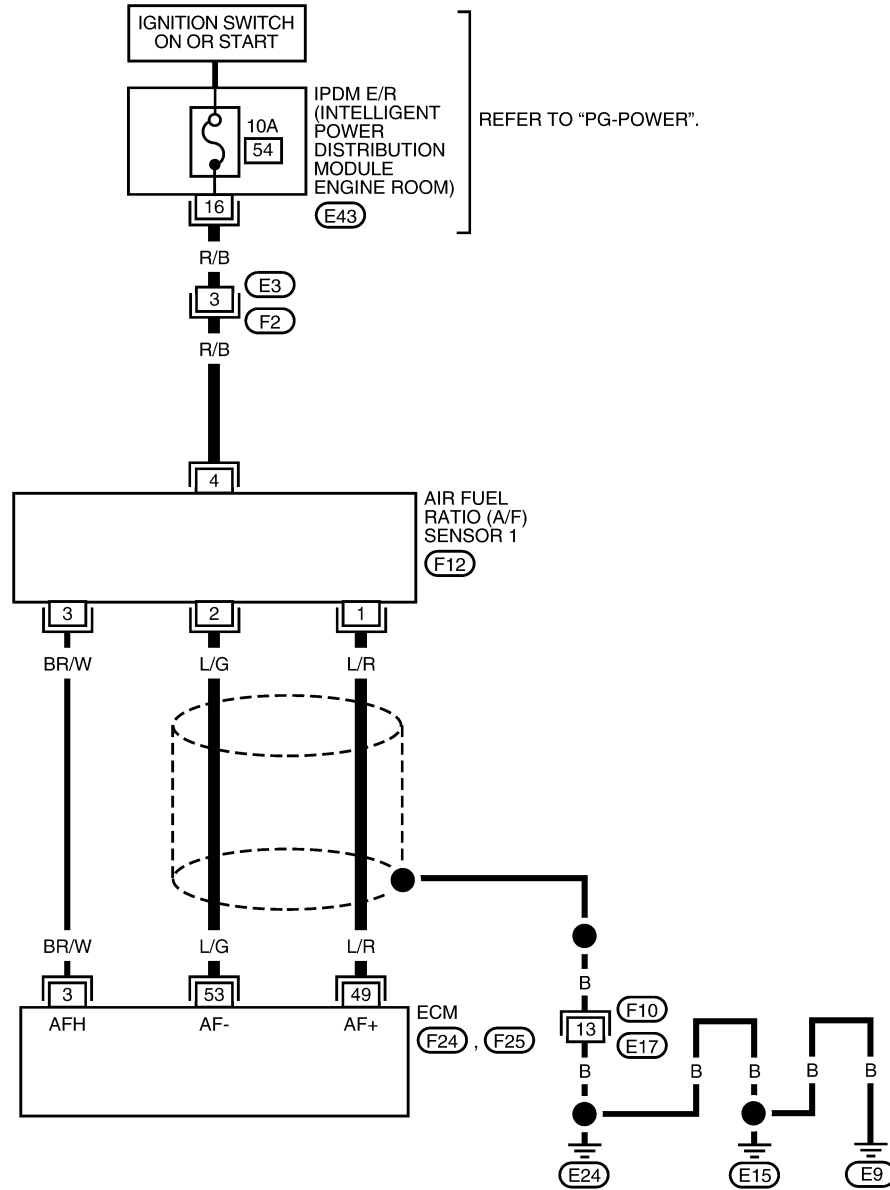 IGNITION SWITCH
ON OR START
IPDM E/R
(INTELLIGENT
POWER
DISTRIBUTION
MODULE
ENGINE ROOM)
E43
REFER TO “PG-POWER”.
10A
54
16
R/B
3
E3
F2
R/B
4
AIR FUEL
RATIO (A/F)
SENSOR 1
F12
3 2 1
BR/W L/G L/R
BR/W L/G L/R
3 53 49
AFH AF- AF+
ECM
F24 , F25
B
13
F10
E17
B B B B B
E24 E15 E9